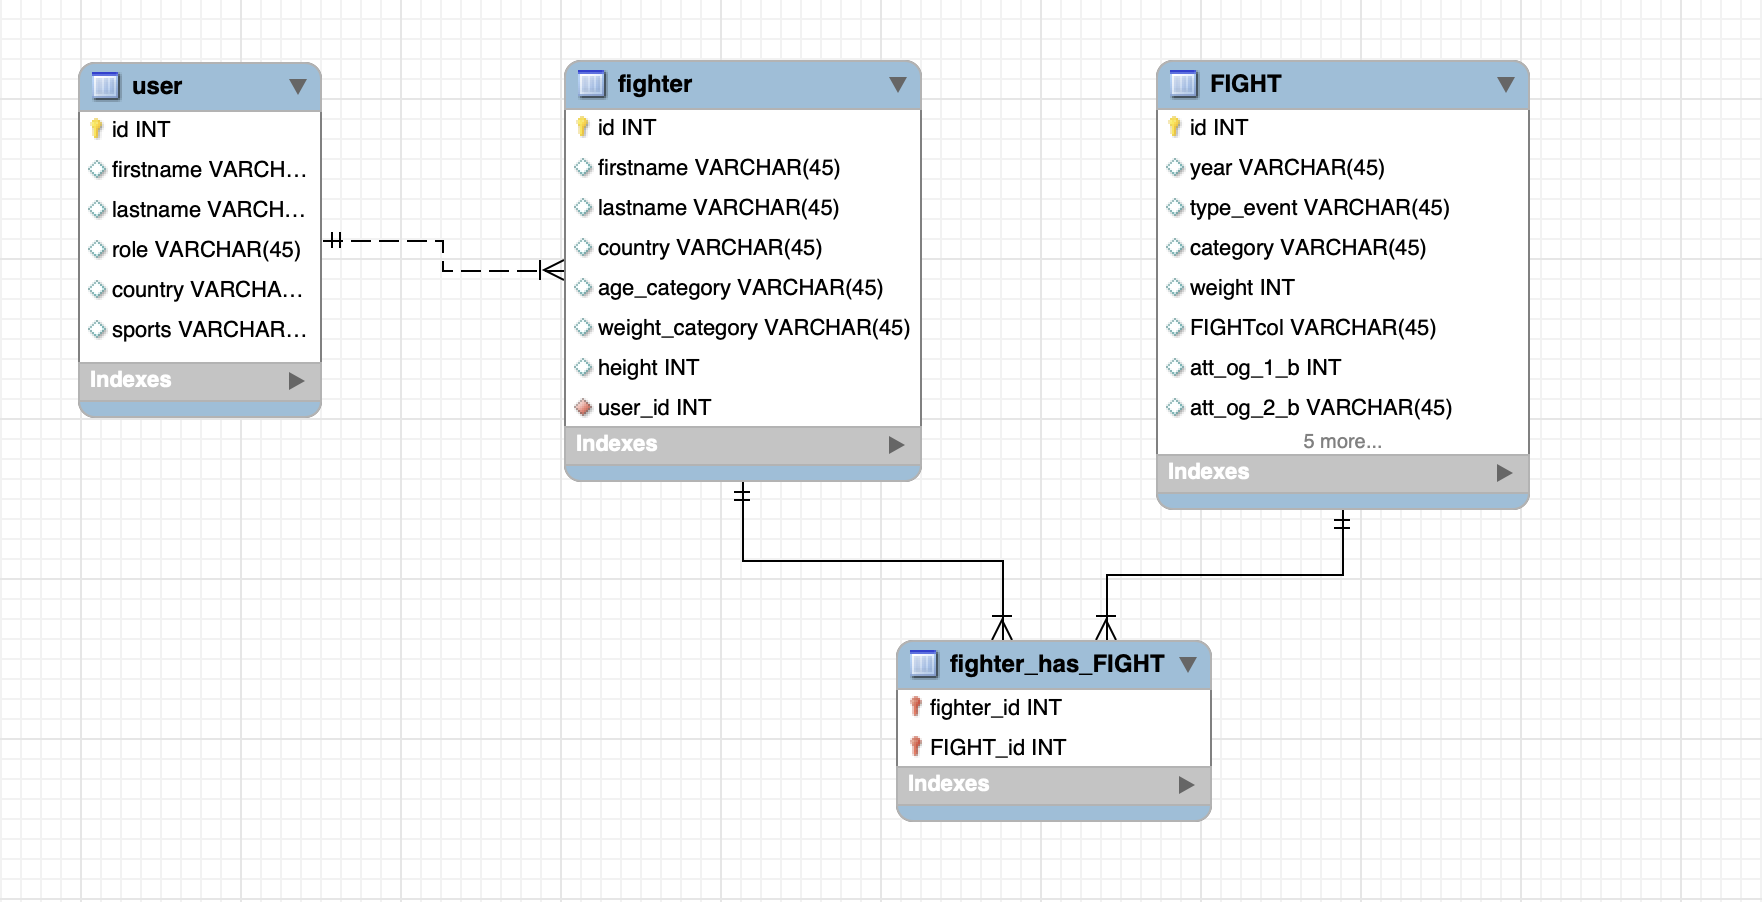 user
id INT
firstname VARCH...
lastname VARCH...
role VARCHAR(45)
country VARCHA...
sports VARCHAR...
Indexes
fighter
id INT
firstname VARCHAR(45)
lastname VARCHAR(45)
country VARCHAR(45)
age_category VARCHAR(45)
weight_category VARCHAR(45)
height INT
user_id INT
Indexes
FIGHT
id INT
year VARCHAR(45)
type_event VARCHAR(45)
category VARCHAR(45)
weight INT
FIGHTcol VARCHAR(45)
att_og_1_b INT
att_og_2_b VARCHAR(45)
5 more...
Indexes
fighter_has_FIGHT
fighter_id INT
FIGHT_id INT
Indexes